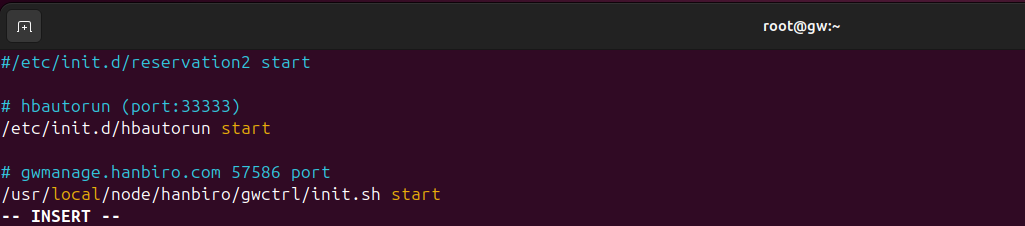 root@gw:~
#/etc/init.d/reservation2 start
# hbautorun (port:33333)
/etc/init.d/hbautorun start
# gwmanage.hanbiro.com 57586 port
/usr/local/node/hanbiro/gwctrl/init.sh start
-- INSERT --